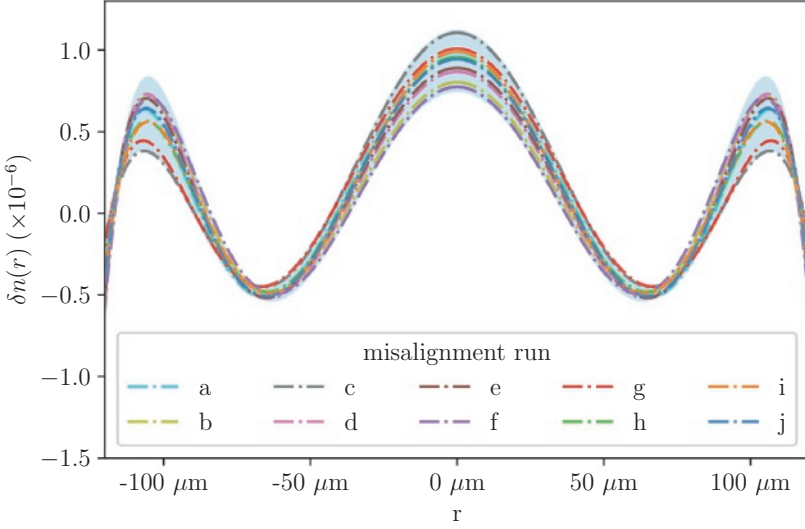 1.0
0.5
0.0
−0.5
−1.0
−1.5
δn(r) (×10⁻⁶)
misalignment run
a c e g i
b d f h j
-100 μm -50 μm 0 μm 50 μm 100 μm
r